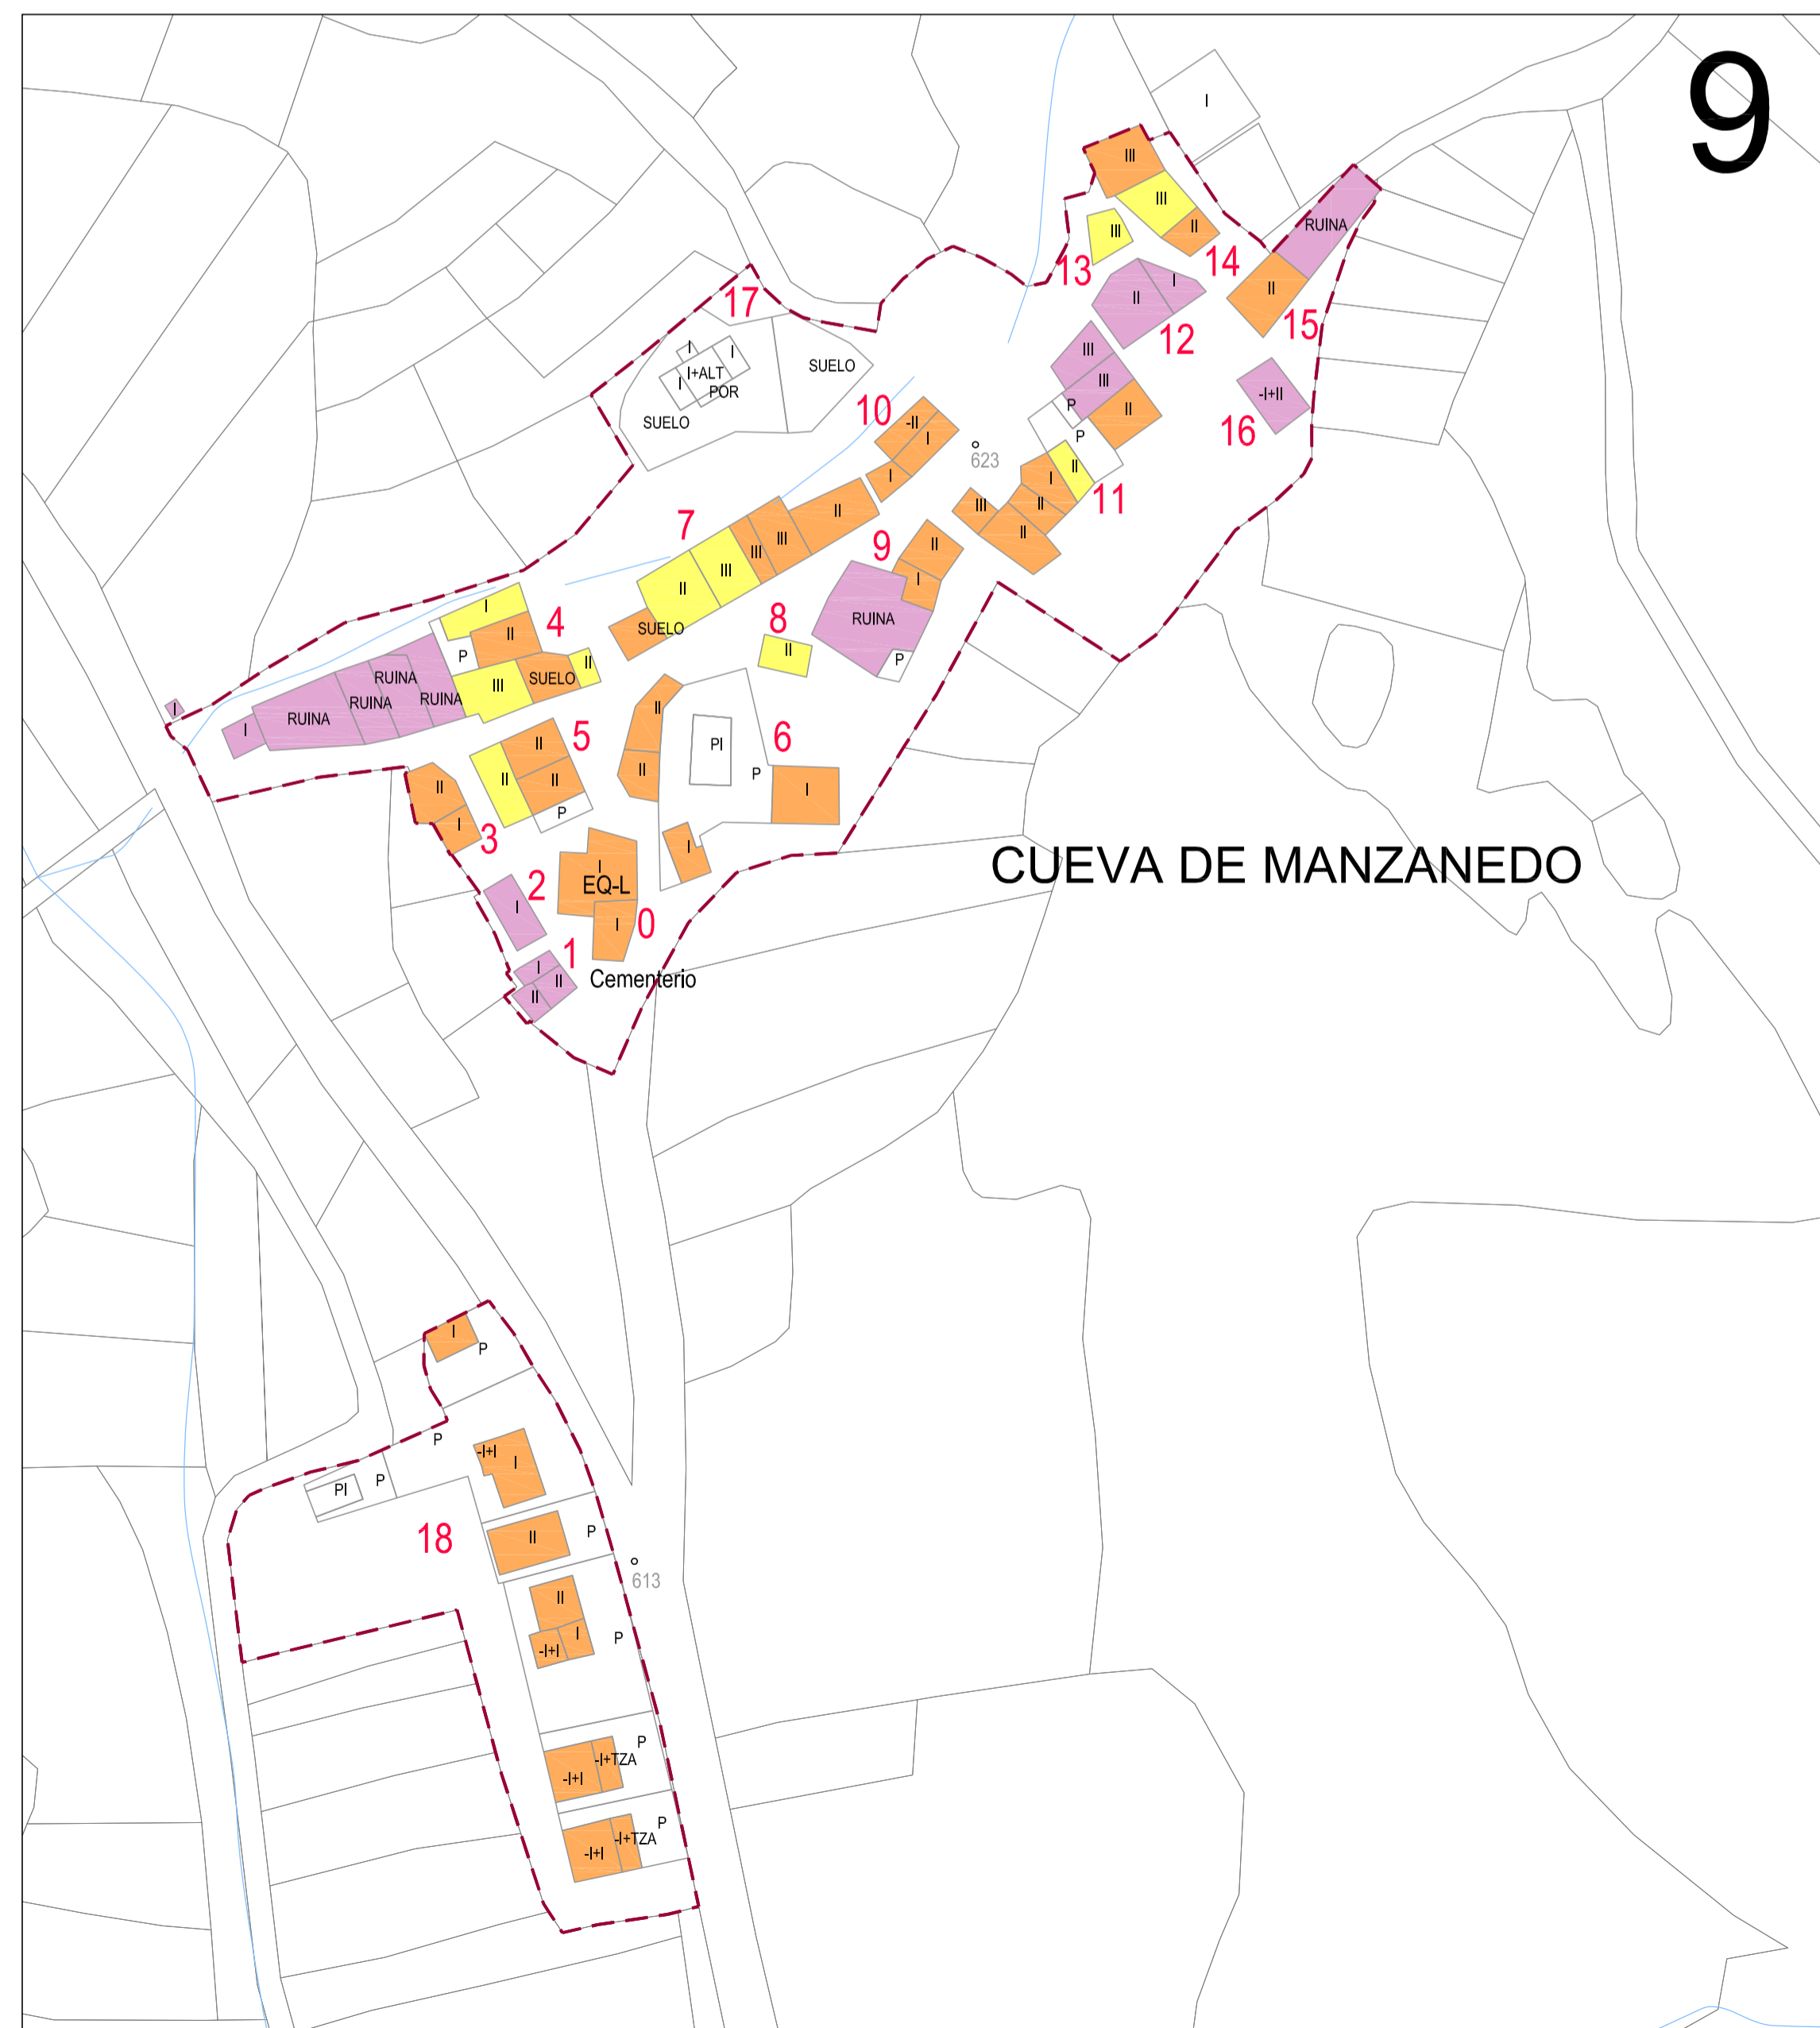 9
I
III
III
II
III
13
14
RUINA
II
15
17
II
I
12
I
I
I+ALT
I
POR
SUELO
SUELO
III
III
II
P
P
-I+II
16
10
-II
I
I
623
II
I
11
III
II
II
7
II
III
III
III
II
SUELO
9
II
I
RUINA
P
8
II
I
4
II
P
III
SUELO
II
RUINA
RUINA
RUINA
RUINA
I
I
5
II
II
II
P
II
II
PI
6
P
I
I
II
I
3
CUEVA DE MANZANEDO
2
I
I
EQ-L
I
0
1
I
II
II
Cementerio
I
P
P
-I+I
I
PI
P
18
II
P
613
II
I
-I+I
P
P
-I+TZA
-I+I
P
-I+TZA
-I+I